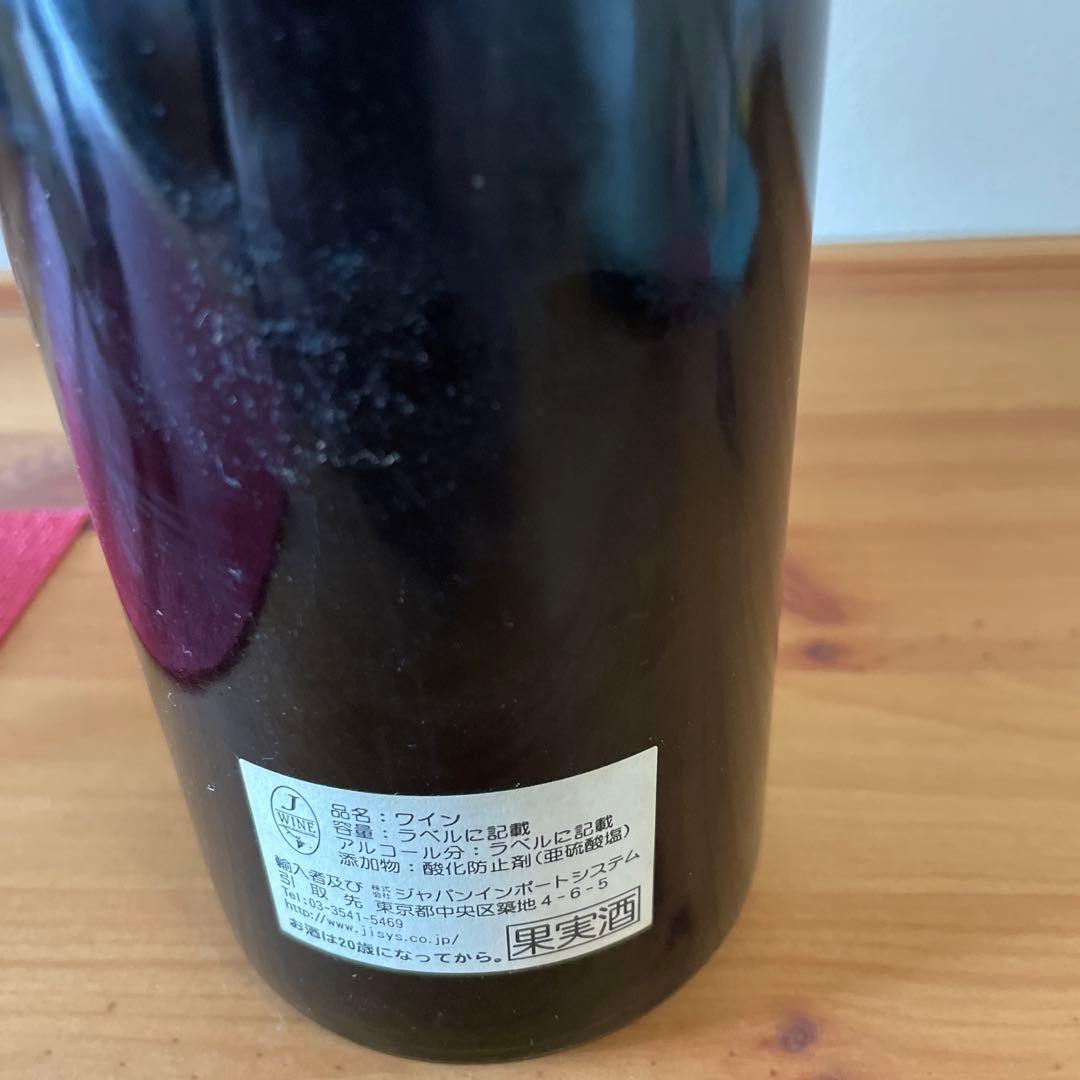 J
WINE
品名：ワイン
容量：ラベルに記載
アルコール分：ラベルに記載
添加物：酸化防止剤(亜硫酸塩)
輸入者及び 株式会社 ジャパンインポートシステム
引 取 先 東京都中央区築地4-6-5
Tel:03-3541-5469
http://www.jisys.co.jp/
お酒は20歳になってから。
果実酒